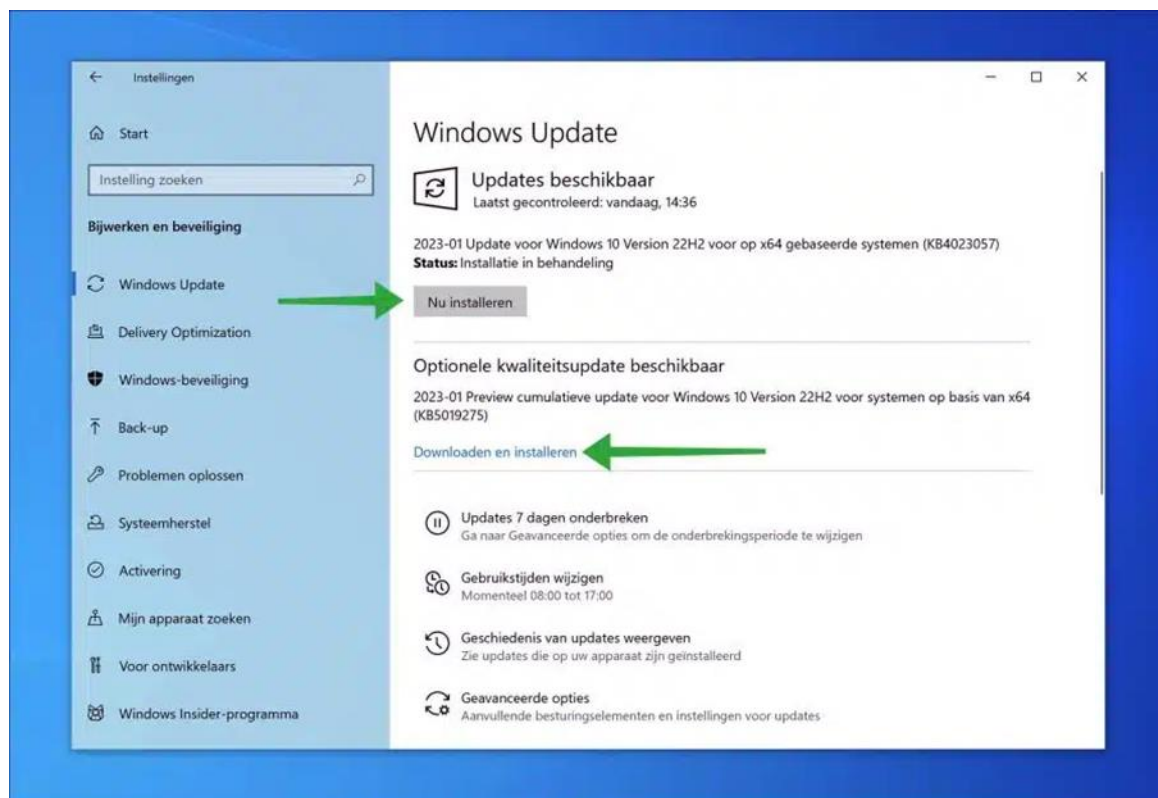 Instellingen
Start
Instelling zoeken
Bijwerken en beveiliging
Windows Update
Delivery Optimization
Windows-beveiliging
Back-up
Problemen oplossen
Systeemherstel
Activering
Mijn apparaat zoeken
Voor ontwikkelaars
Windows Insider-programma
Windows Update
Updates beschikbaar
Laatst gecontroleerd: vandaag, 14:36
2023-01 Update voor Windows 10 Version 22H2 voor op x64 gebaseerde systemen (KB4023057)
Status: Installatie in behandeling
Nu installeren
Optionele kwaliteitsupdate beschikbaar
2023-01 Preview cumulatieve update voor Windows 10 Version 22H2 voor systemen op basis van x64
(KB5019275)
Downloaden en installeren
Updates 7 dagen onderbreken
Ga naar Geavanceerde opties om de onderbrekingsperiode te wijzigen
Gebruikstijden wijzigen
Momenteel 08:00 tot 17:00
Geschiedenis van updates weergeven
Zie updates die op uw apparaat zijn geïnstalleerd
Geavanceerde opties
Aanvullende besturingselementen en instellingen voor updates